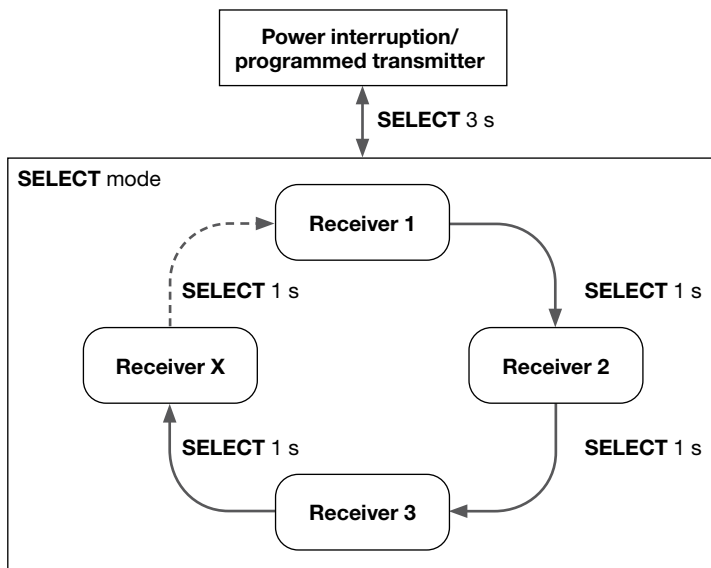 Power interruption/
programmed transmitter
SELECT 3 s
SELECT mode
Receiver 1
SELECT 1 s
SELECT 1 s
Receiver X
Receiver 2
SELECT 1 s
SELECT 1 s
Receiver 3